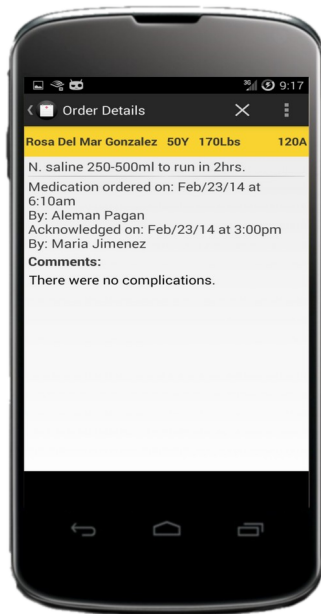 3G 9:17
Order Details
Rosa Del Mar Gonzalez 50Y 170Lbs 120A
N. saline 250-500ml to run in 2hrs.
Medication ordered on: Feb/23/14 at
6:10am
By: Aleman Pagan
Acknowledged on: Feb/23/14 at 3:00pm
By: Maria Jimenez
Comments:
There were no complications.